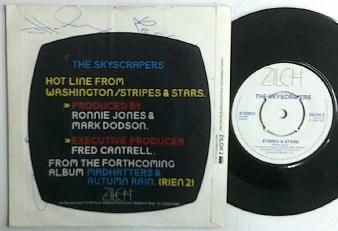 THE SKYSCRAPERS
HOT LINE FROM
WASHINGTON/STRIPES & STARS.
PRODUCED BY
RONNIE JONES &
MARK DODSON.
EXECUTIVE PRODUCER
FRED CANTRELL.
FROM THE FORTHCOMING
ALBUM MADHATTERS &
AUTUMN RAIN. (RIEN 2)
ZILCH
THE SKYSCRAPERS
STEREO
ZILCH 3
STRIPES & STARS